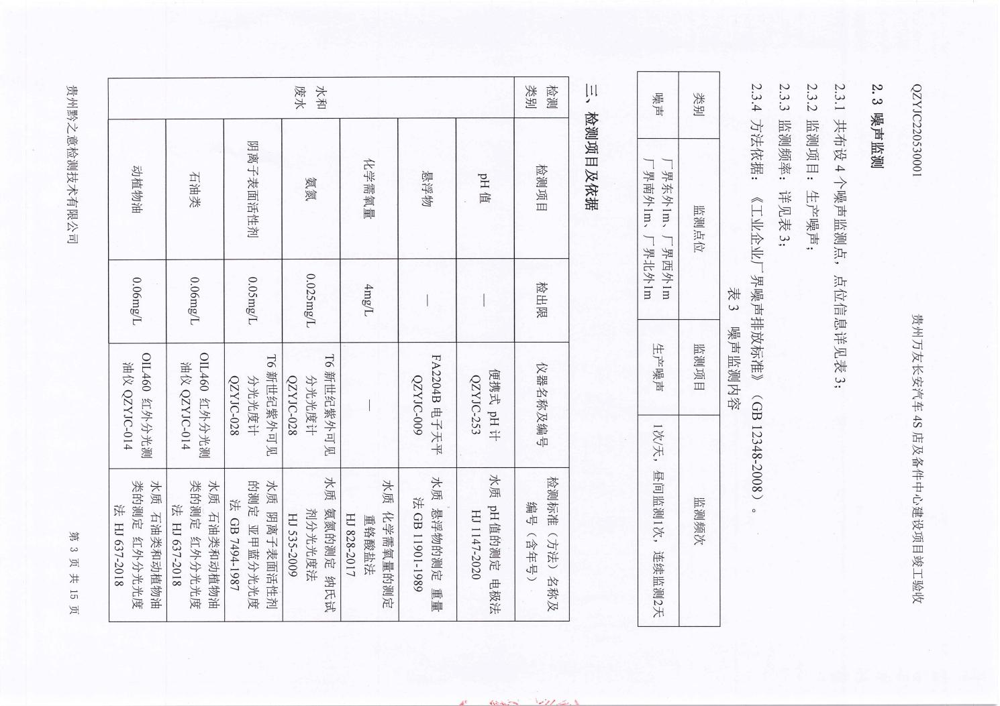 QZYJC220530001 贵州万友长安汽车4S店及备件中心建设项目竣工验收
2.3 噪声监测
2.3.1 共布设 4 个噪声监测点，点位信息详见表 3；
2.3.2 监测项目：生产噪声；
2.3.3 监测频率：详见表 3；
2.3.4 方法依据：《工业企业厂界噪声排放标准》（GB 12348-2008）。
表 3 噪声监测内容
类别 监测点位 监测项目 监测频次
噪声 厂界东外1m、厂界西外1m
厂界南外1m、厂界北外1m 生产噪声 1次/天，昼间监测1次，连续监测2天
三、检测项目及依据
检测
类别 检测项目 检出限 仪器名称及编号 检测标准（方法）名称及
编号（含年号）
水和
废水
pH 值 — 便携式 pH 计
QZYJC-253 水质 pH值的测定 电极法
HJ 1147-2020
悬浮物 — FA2204B 电子天平
QZYJC-009 水质 悬浮物的测定 重量
法 GB 11901-1989
化学需氧量 4mg/L — 水质 化学需氧量的测定
重铬酸盐法
HJ 828-2017
氨氮 0.025mg/L T6 新世纪紫外可见
分光光度计
QZYJC-028 水质 氨氮的测定 纳氏试
剂分光光度法
HJ 535-2009
阴离子表面活性剂 0.05mg/L T6 新世纪紫外可见
分光光度计
QZYJC-028 水质 阴离子表面活性剂
的测定 亚甲蓝分光光度
法 GB 7494-1987
石油类 0.06mg/L OIL460 红外分光测
油仪 QZYJC-014 水质 石油类和动植物油
类的测定 红外分光光度
法 HJ 637-2018
动植物油 0.06mg/L OIL460 红外分光测
油仪 QZYJC-014 水质 石油类和动植物油
类的测定 红外分光光度
法 HJ 637-2018
贵州黔之意检测技术有限公司 第 3 页 共 15 页